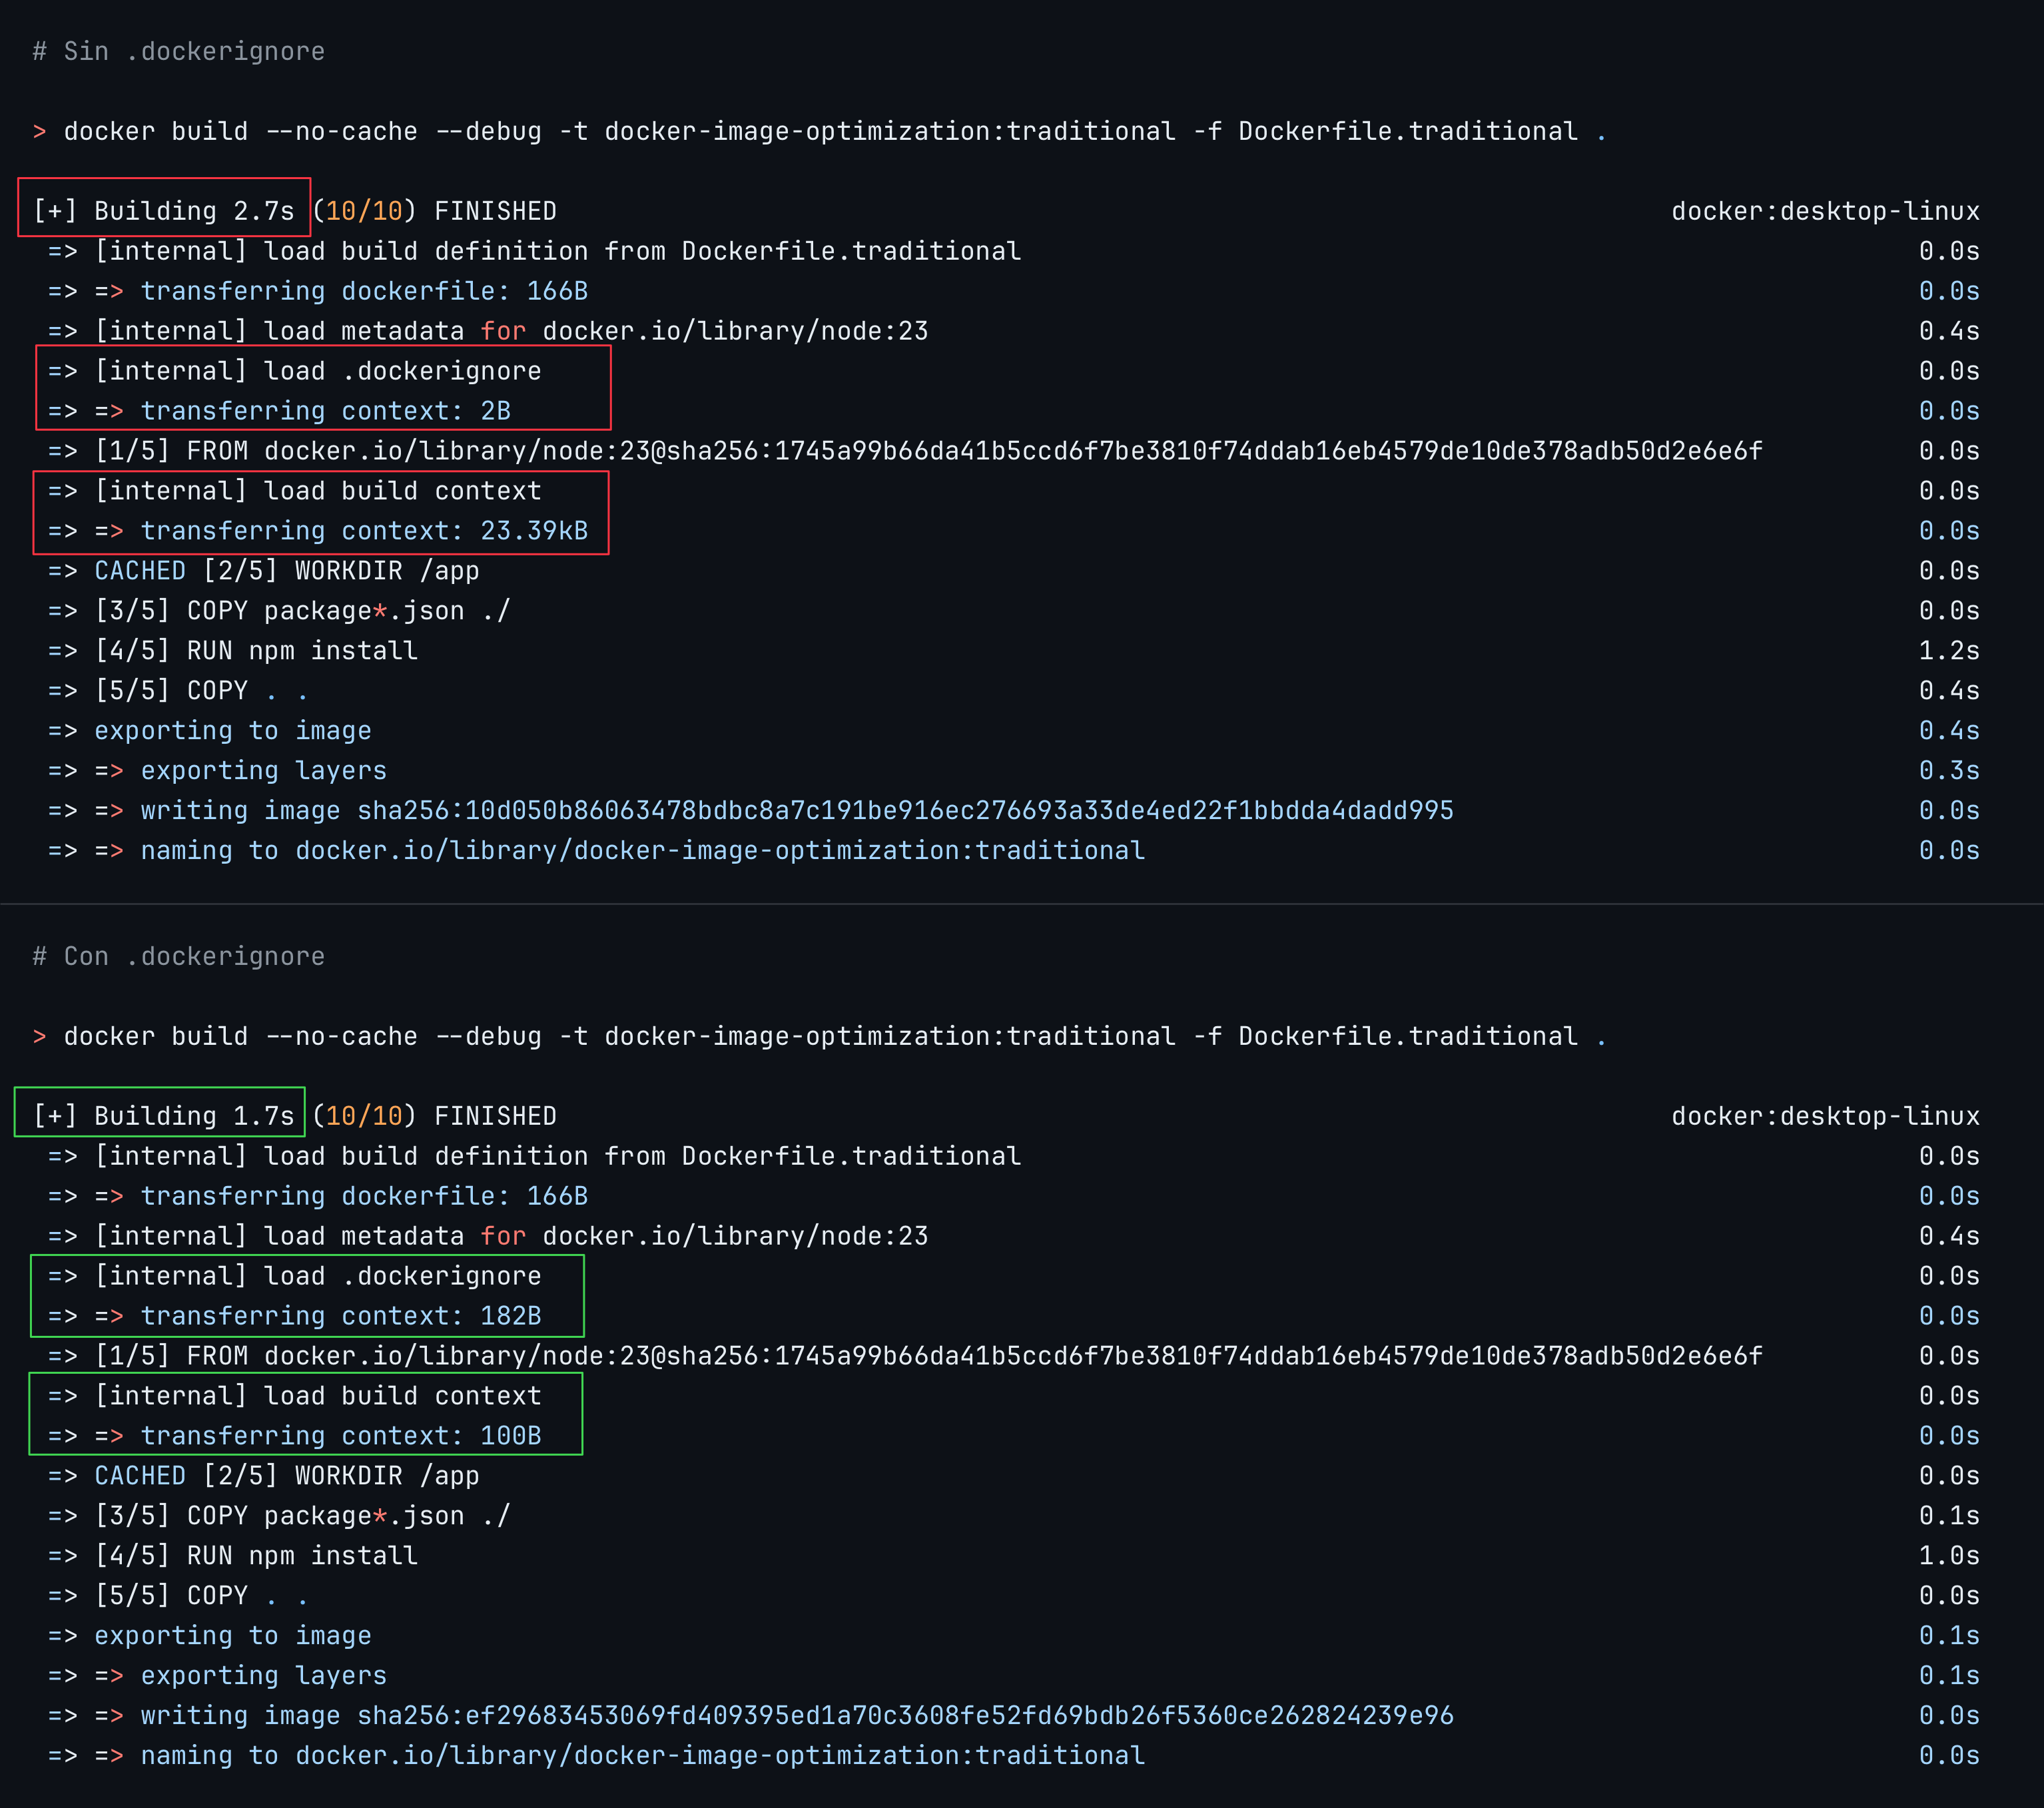 # Sin .dockerignore
> docker build --no-cache --debug -t docker-image-optimization:traditional -f Dockerfile.traditional .
[+] Building 2.7s (10/10) FINISHED docker:desktop-linux
=> [internal] load build definition from Dockerfile.traditional 0.0s
=> => transferring dockerfile: 166B 0.0s
=> [internal] load metadata for docker.io/library/node:23 0.4s
=> [internal] load .dockerignore 0.0s
=> => transferring context: 2B 0.0s
=> [1/5] FROM docker.io/library/node:23@sha256:1745a99b66da41b5ccd6f7be3810f74ddab16eb4579de10de378adb50d2e6e6f 0.0s
=> [internal] load build context 0.0s
=> => transferring context: 23.39kB 0.0s
=> CACHED [2/5] WORKDIR /app 0.0s
=> [3/5] COPY package*.json ./ 0.0s
=> [4/5] RUN npm install 1.2s
=> [5/5] COPY . . 0.4s
=> exporting to image 0.4s
=> => exporting layers 0.3s
=> => writing image sha256:10d050b86063478bdbc8a7c191be916ec276693a33de4ed22f1bbdda4dadd995 0.0s
=> => naming to docker.io/library/docker-image-optimization:traditional 0.0s
# Con .dockerignore
> docker build --no-cache --debug -t docker-image-optimization:traditional -f Dockerfile.traditional .
[+] Building 1.7s (10/10) FINISHED docker:desktop-linux
=> [internal] load build definition from Dockerfile.traditional 0.0s
=> => transferring dockerfile: 166B 0.0s
=> [internal] load metadata for docker.io/library/node:23 0.4s
=> [internal] load .dockerignore 0.0s
=> => transferring context: 182B 0.0s
=> [1/5] FROM docker.io/library/node:23@sha256:1745a99b66da41b5ccd6f7be3810f74ddab16eb4579de10de378adb50d2e6e6f 0.0s
=> [internal] load build context 0.0s
=> => transferring context: 100B 0.0s
=> CACHED [2/5] WORKDIR /app 0.0s
=> [3/5] COPY package*.json ./ 0.1s
=> [4/5] RUN npm install 1.0s
=> [5/5] COPY . . 0.0s
=> exporting to image 0.1s
=> => exporting layers 0.1s
=> => writing image sha256:ef29683453069fd409395ed1a70c3608fe52fd69bdb26f5360ce262824239e96 0.0s
=> => naming to docker.io/library/docker-image-optimization:traditional 0.0s